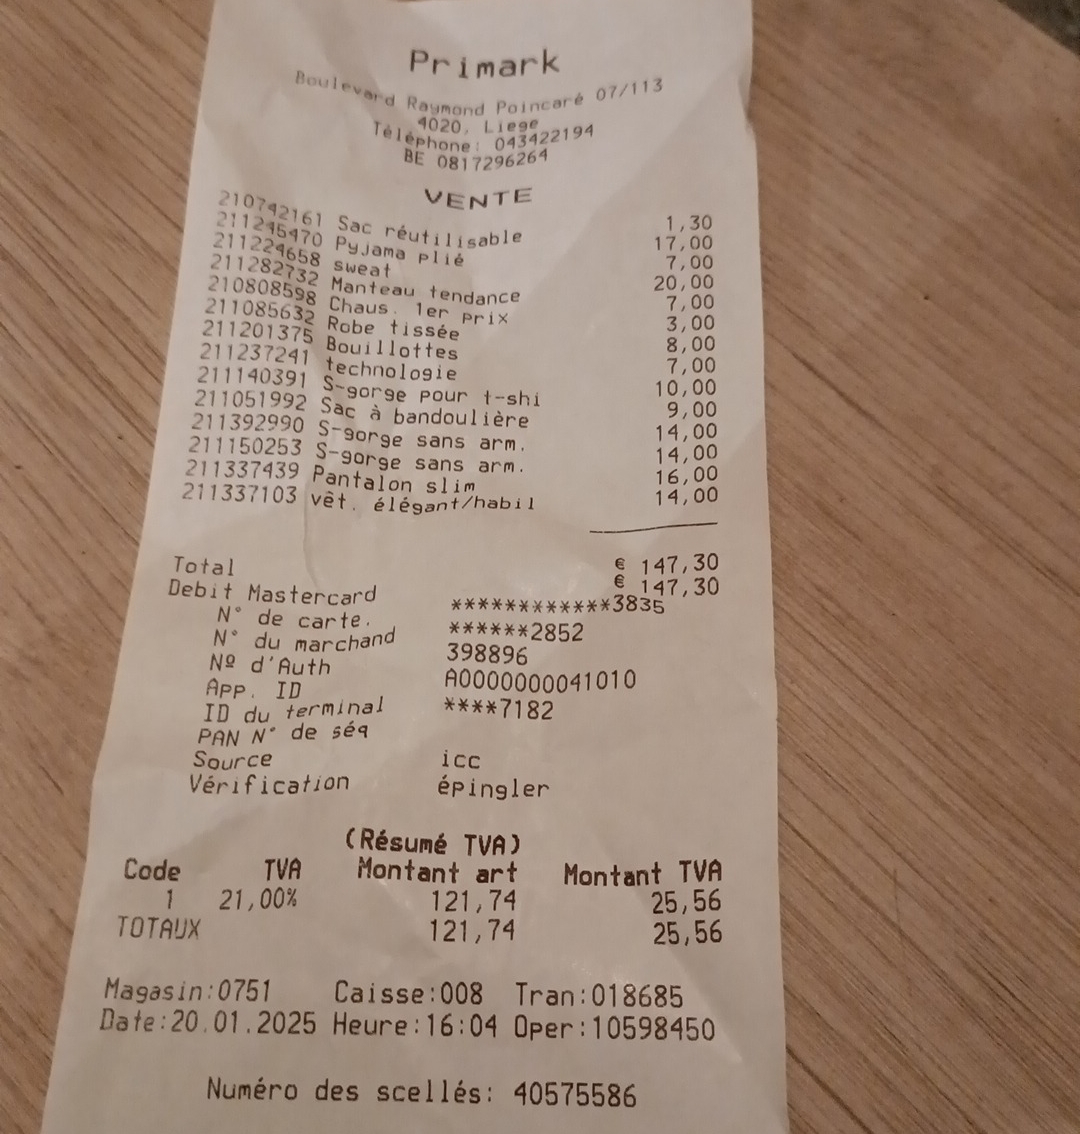 Primark
Boulevard Raymond Poincaré 07/113
4020, Liege
Téléphone: 043422194
BE 0817296264
VENTE
210742161 Sac réutilisable 1,30
211245470 Pyjama plié 17,00
211224658 sweat 7,00
211282732 Manteau tendance 20,00
210808598 Chaus. 1er prix 7,00
211085632 Robe tissée 3,00
211201375 Bouillottes 8,00
211237241 technologie 7,00
211140391 S-gorge pour t-shi 10,00
211051992 Sac à bandoulière 9,00
211392990 S-gorge sans arm. 14,00
211150253 S-gorge sans arm. 14,00
211337439 Pantalon slim 16,00
211337103 vêt. élégant/habil 14,00
Total € 147,30
Debit Mastercard € 147,30
N° de carte. ************3835
N° du marchand ******2852
Nº d'Auth 398896
App. ID A0000000041010
ID du terminal ****7182
PAN N° de séq
Source icc
Vérification épingler
(Résumé TVA)
Code TVA Montant art Montant TVA
1 21,00% 121,74 25,56
TOTAUX 121,74 25,56
Magasin:0751 Caisse:008 Tran:018685
Date:20.01.2025 Heure:16:04 Oper:10598450
Numéro des scellés: 40575586